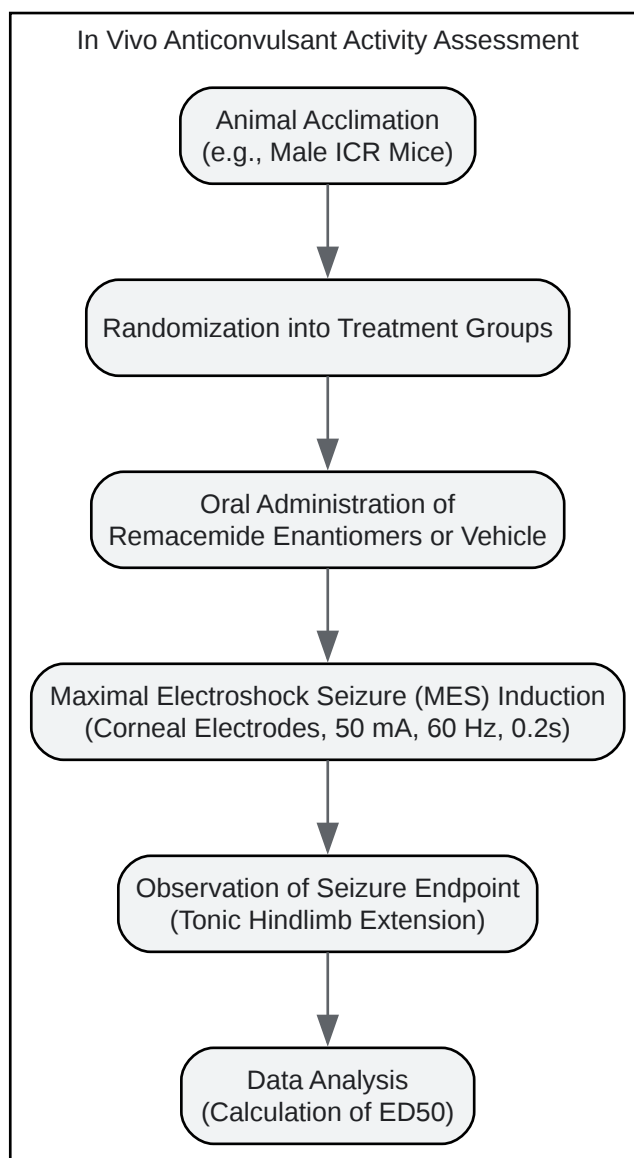 In Vivo Anticonvulsant Activity Assessment
Animal Acclimation
(e.g., Male ICR Mice)
Randomization into Treatment Groups
Oral Administration of
Remacemide Enantiomers or Vehicle
Maximal Electroshock Seizure (MES) Induction
(Corneal Electrodes, 50 mA, 60 Hz, 0.2s)
Observation of Seizure Endpoint
(Tonic Hindlimb Extension)
Data Analysis
(Calculation of ED50)